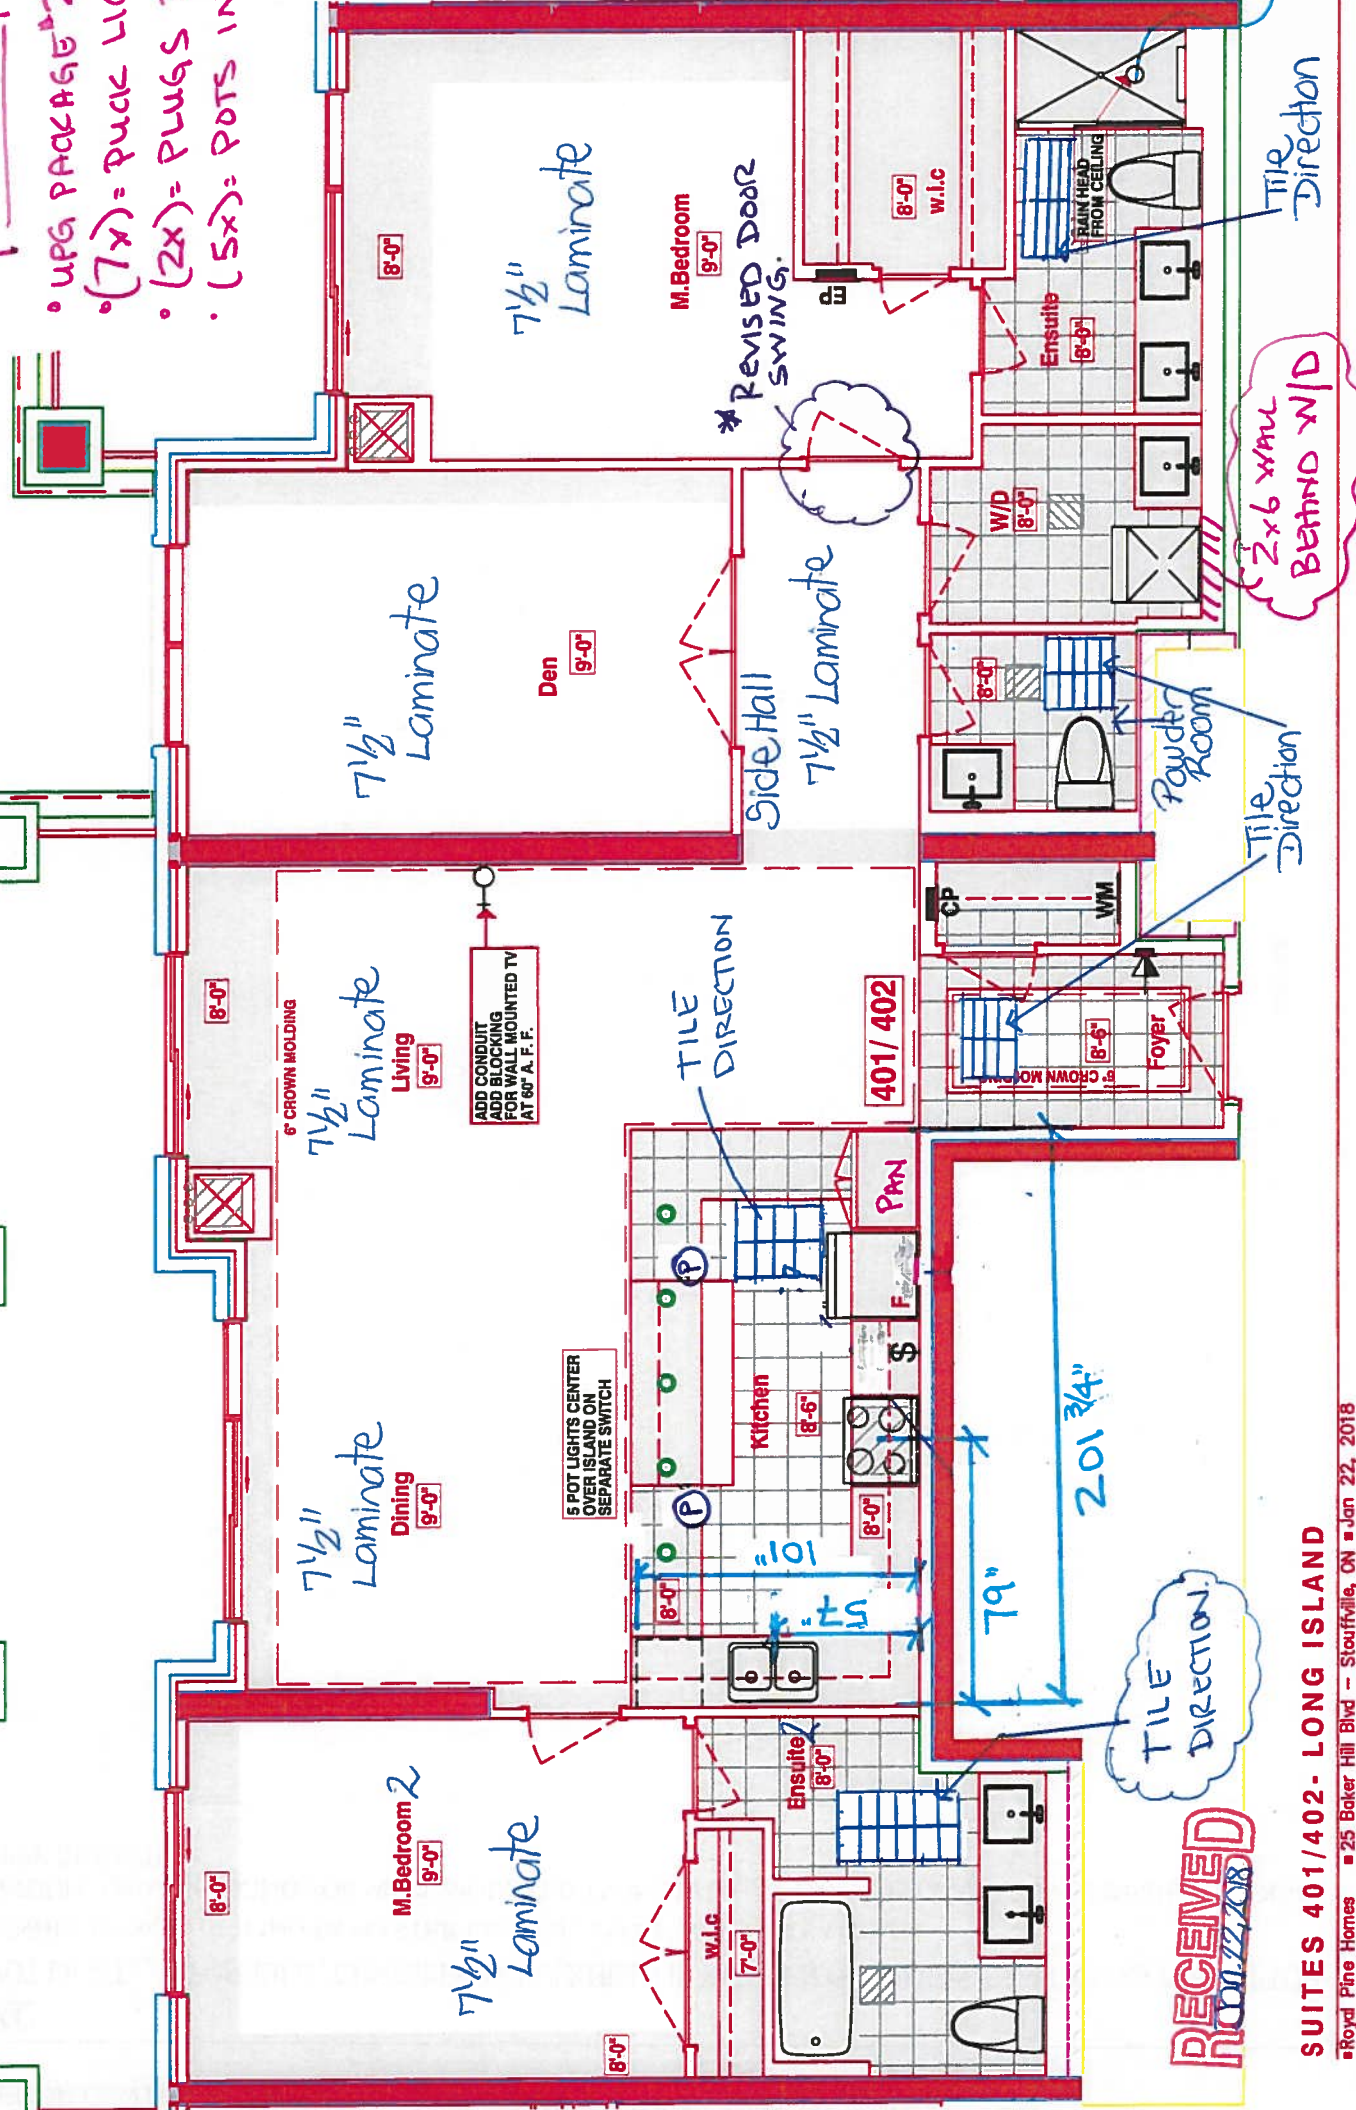 • UPG PACKAGE "
• (7x) = PUCK
• (2x) = PLUGS
• (5x) = POTS IN
8'-0"
7½"
Laminate
M.Bedroom
9'-0"
* REVISED DOOR
SWING.
8'-0"
w.i.c
EP
RAIN HEAD
FROM CEILING
Ensuite
8'-0"
Tile
Direction
W/D
8'-0"
2x6 WALL
BEHIND W/D
7½"
Laminate
Den
9'-0"
Side Hall
7½" Laminate
8'-0"
Powder
Room
Tile
Direction
8'-0"
6" CROWN MOLDING
7½"
Laminate
Living
9'-0"
ADD CONDUIT
ADD BLOCKING
FOR WALL MOUNTED TV
AT 60" A. F. F.
TILE
DIRECTION
401/ 402
CP
WM
6" CROWN
8'-6"
Foyer
7½"
Laminate
Dining
9'-0"
5 POT LIGHTS CENTER
OVER ISLAND ON
SEPARATE SWITCH
P
P
PAN
F
$
Kitchen
8'-6"
8'-0"
8'-0"
101"
57"
79"
201 3/4"
8'-0"
M.Bedroom 2
9'-0"
7½"
Laminate
8'-0"
w.i.c
7'-0"
Ensuite 2
8'-0"
TILE
DIRECTION.
RECEIVED
Jan. 22, 2018
SUITES 401/402- LONG ISLAND
▪Royal Pine Homes ▪25 Baker Hill Blvd - Stouffville, ON ▪Jan 22, 2018